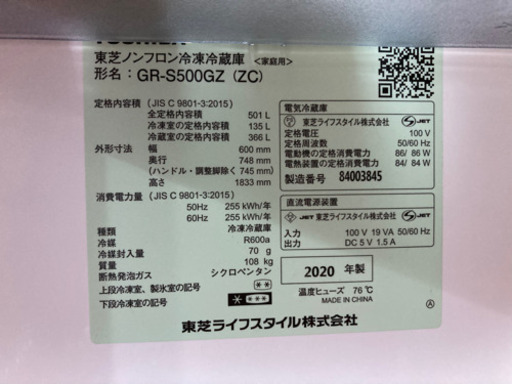 TOSHIBA
東芝ノンフロン冷凍冷蔵庫 <家庭用>
形名：GR-S500GZ (ZC)
定格内容積 (JIS C 9801-3:2015)
全定格内容積 501 L
冷凍室の定格内容積 135 L
冷蔵室の定格内容積 366 L
外形寸法 幅 600 mm
奥行 748 mm
(ハンドル・調整脚除く 745 mm)
高さ 1833 mm
消費電力量 (JIS C 9801-3:2015)
50Hz 255 kWh/年
60Hz 255 kWh/年
種類 冷凍冷蔵庫
冷媒 R600a
冷媒封入量 70 g
質量 108 kg
断熱発泡ガス シクロペンタン
上段冷凍室、製氷室の記号 **
下段冷凍室の記号 * ***
電気冷蔵庫
東芝ライフスタイル株式会社 JET
定格電圧 100 V
定格周波数 50/60 Hz
電動機の定格消費電力 86/ 86 W
電熱装置の定格消費電力 84/ 84 W
製造番号 84003845
直流電源装置
JET 東芝ライフスタイル株式会社 JET
入力 100 V 19 VA 50/60 Hz
出力 DC 5 V 1.5 A
2020 年製
温度ヒューズ 76 ℃
MADE IN CHINA
A
東芝ライフスタイル株式会社